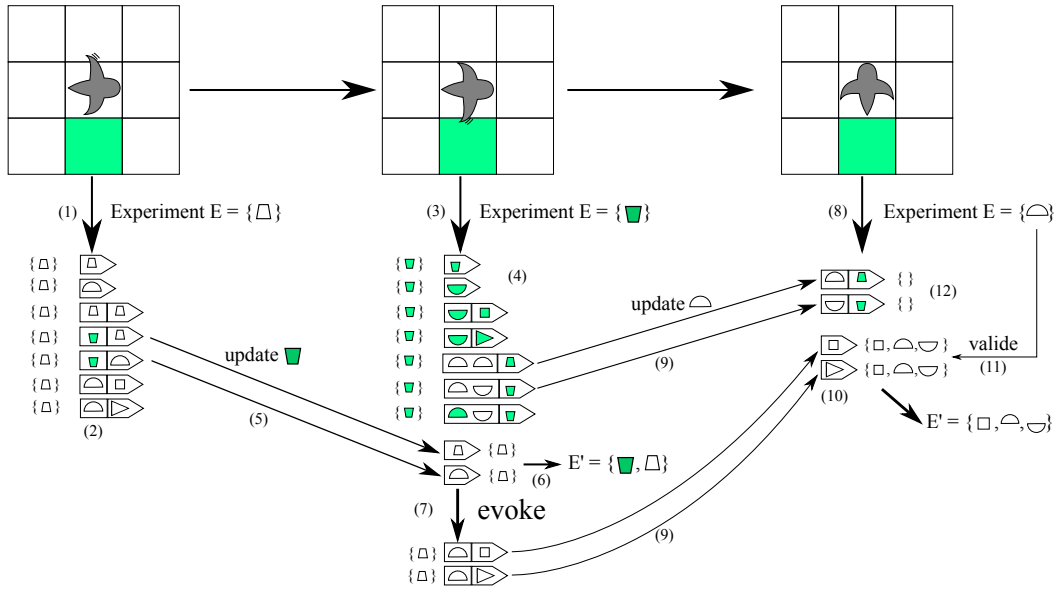 (1) Experiment E = { }
(3) Experiment E = { }
(8) Experiment E = { }
{ }
{ }
{ }
{ }
{ }
{ }
{ }
(2)
update
(5)
{ }
{ }
{ }
{ }
{ }
{ }
{ }
(4)
{ }
{ }
(6)
E' = { , }
(7) evoke
{ }
{ }
update
(9)
(9)
{ }
{ }
(12)
{ , , }
{ , , }
valide
(11)
(10)
E' = { , , }